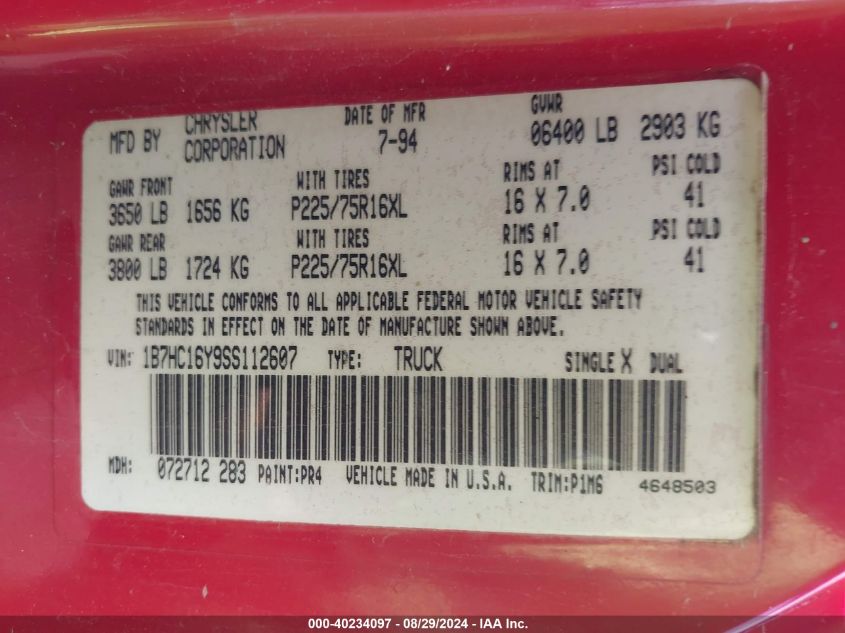 MFD BY CHRYSLER CORPORATION DATE OF MFR 7-94 GVWR 06400 LB 2903 KG
GAWR FRONT WITH TIRES RIMS AT PSI COLD
3650 LB 1656 KG P225/75R16XL 16 X 7.0 41
GAWR REAR WITH TIRES RIMS AT PSI COLD
3800 LB 1724 KG P225/75R16XL 16 X 7.0 41
THIS VEHICLE CONFORMS TO ALL APPLICABLE FEDERAL MOTOR VEHICLE SAFETY
STANDARDS IN EFFECT ON THE DATE OF MANUFACTURE SHOWN ABOVE.
VIN: 1B7HC16Y9SS112607 TYPE: TRUCK SINGLE X DUAL
MDH: 072712 283 PAINT:PR4 VEHICLE MADE IN U.S.A. TRIM:P1M6 4648503
000-40234097 - 08/29/2024 - IAA Inc.